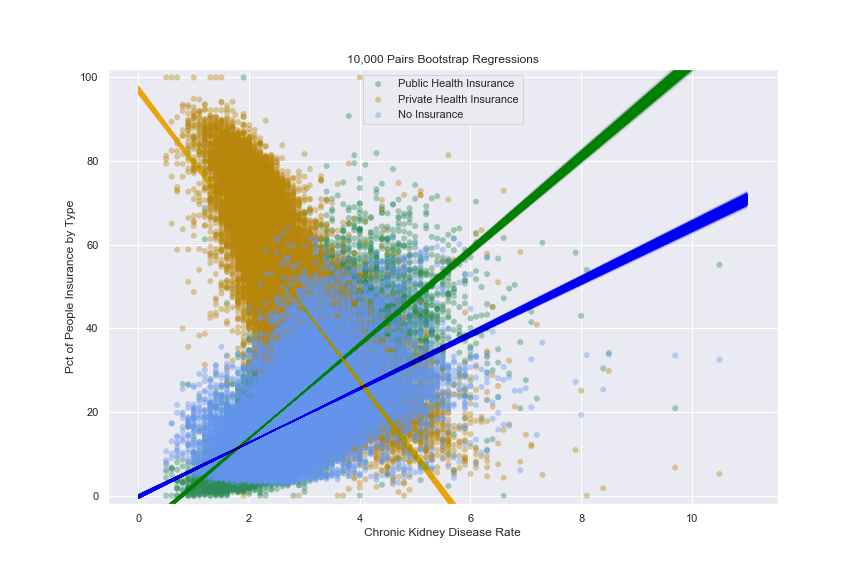 10,000 Pairs Bootstrap Regressions
Public Health Insurance
Private Health Insurance
No Insurance
Pct of People Insurance by Type
100
80
60
40
20
0
0 2 4 6 8 10
Chronic Kidney Disease Rate